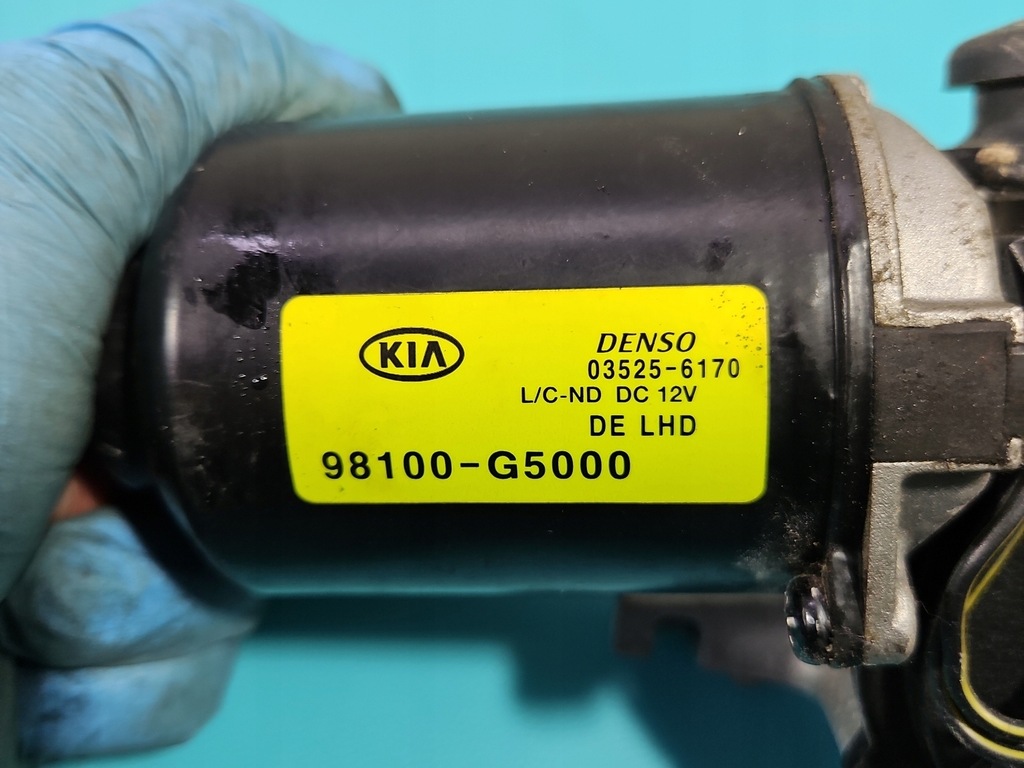 KIA
DENSO
03525-6170
L/C-ND DC 12V
DE LHD
98100-G5000